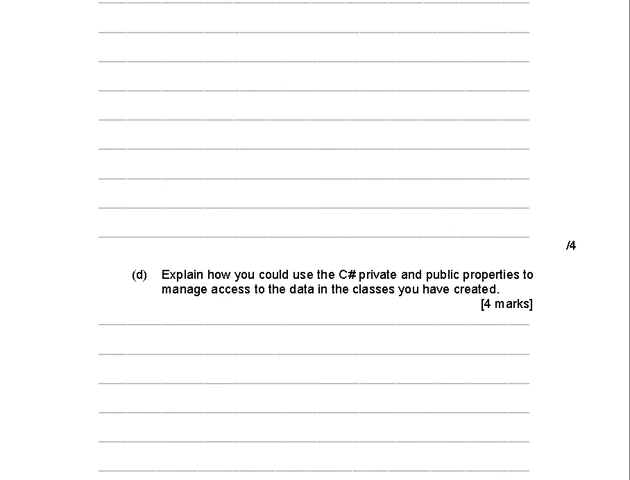 /4
(d) Explain how you could use the C# private and public properties to
manage access to the data in the classes you have created.
[4 marks]